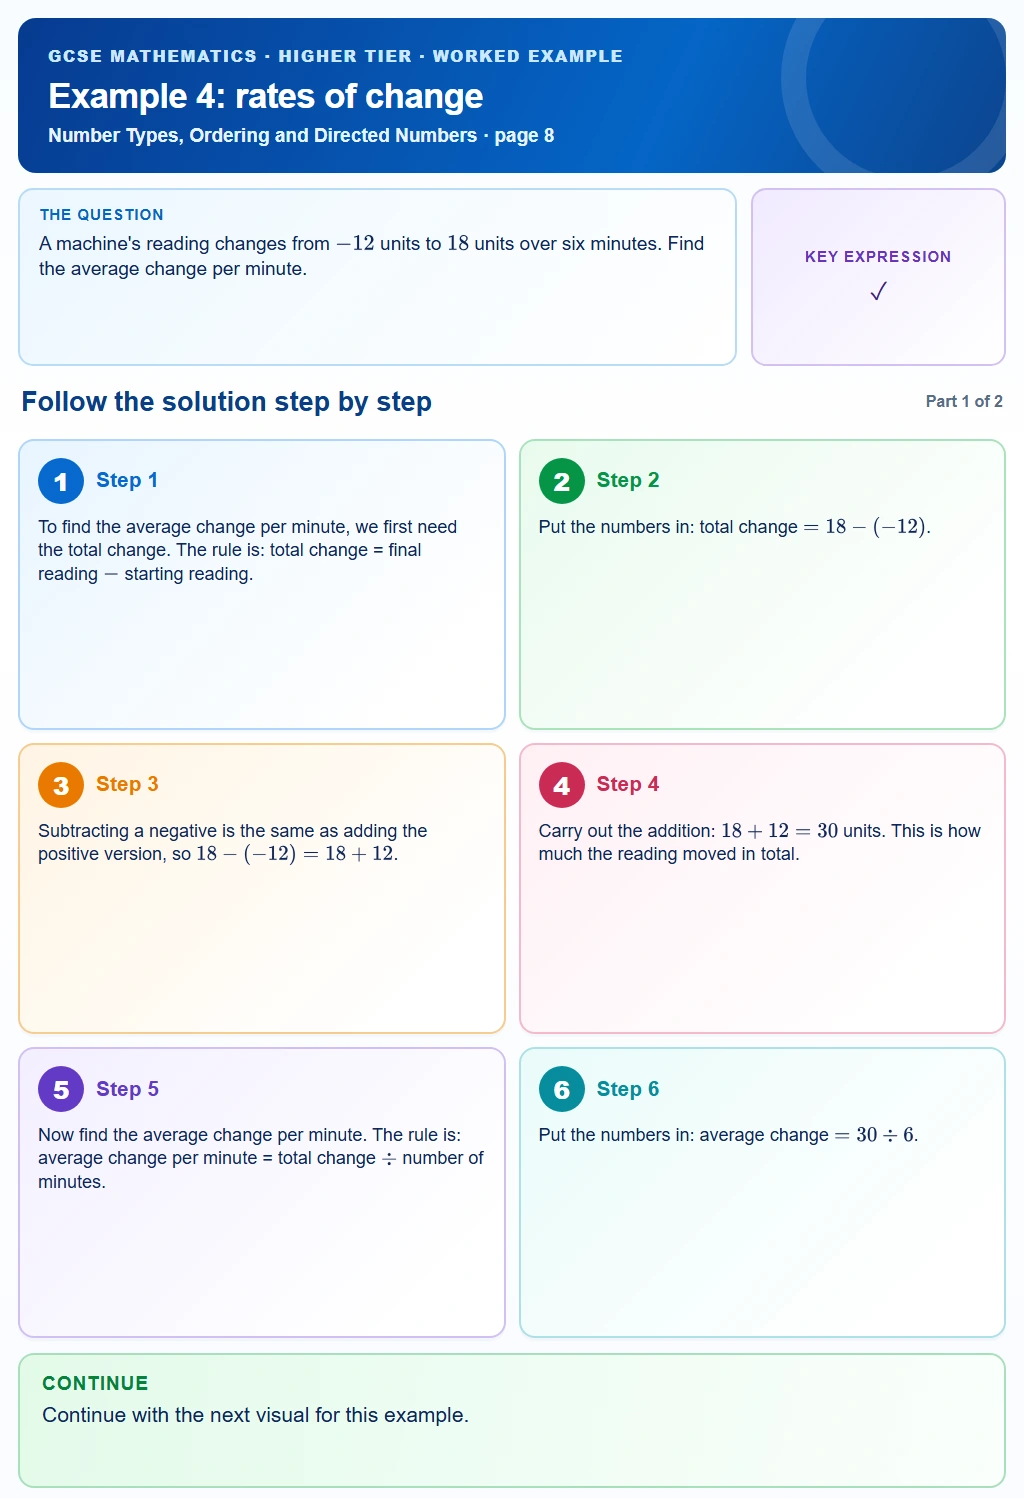 GCSE MATHEMATICS · HIGHER TIER · WORKED EXAMPLE
Example 4: rates of change
Number Types, Ordering and Directed Numbers · page 8
THE QUESTION
A machine's reading changes from −12 units to 18 units over six minutes. Find
the average change per minute.
KEY EXPRESSION
✓
Follow the solution step by step
Part 1 of 2
1 Step 1
To find the average change per minute, we first need
the total change. The rule is: total change = final
reading − starting reading.
2 Step 2
Put the numbers in: total change = 18 − (−12).
3 Step 3
Subtracting a negative is the same as adding the
positive version, so 18 − (−12) = 18 + 12.
4 Step 4
Carry out the addition: 18 + 12 = 30 units. This is how
much the reading moved in total.
5 Step 5
Now find the average change per minute. The rule is:
average change per minute = total change ÷ number of
minutes.
6 Step 6
Put the numbers in: average change = 30 ÷ 6.
CONTINUE
Continue with the next visual for this example.